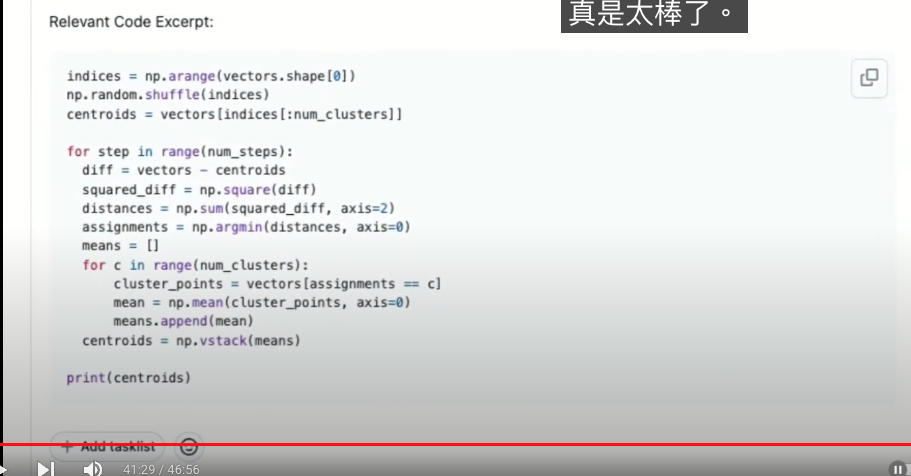 Relevant Code Excerpt:
真是太棒了。
indices = np.arange(vectors.shape[0])
np.random.shuffle(indices)
centroids = vectors[indices[:num_clusters]]

for step in range(num_steps):
  diff = vectors - centroids
  squared_diff = np.square(diff)
  distances = np.sum(squared_diff, axis=2)
  assignments = np.argmin(distances, axis=0)
  means = []
  for c in range(num_clusters):
      cluster_points = vectors[assignments == c]
      mean = np.mean(cluster_points, axis=0)
      means.append(mean)
  centroids = np.vstack(means)

print(centroids)
+ Add tasklist
41:29 / 46:56